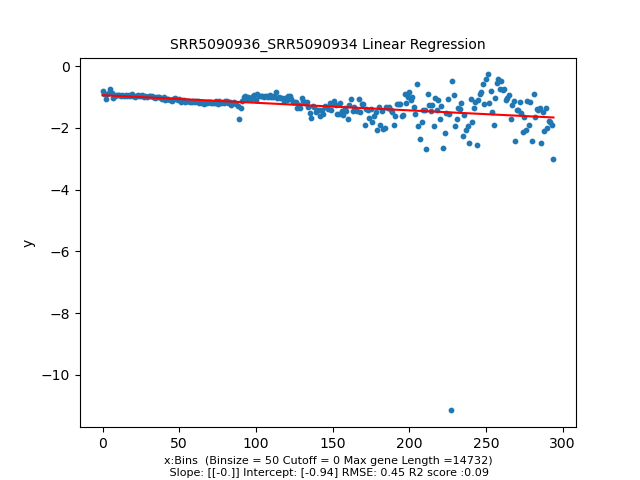 SRR5090936_SRR5090934 Linear Regression
y
0
−2
−4
−6
−8
−10
0 50 100 150 200 250 300
x:Bins (Binsize = 50 Cutoff = 0 Max gene Length =14732)
Slope: [[-0.]] Intercept: [-0.94] RMSE: 0.45 R2 score :0.09